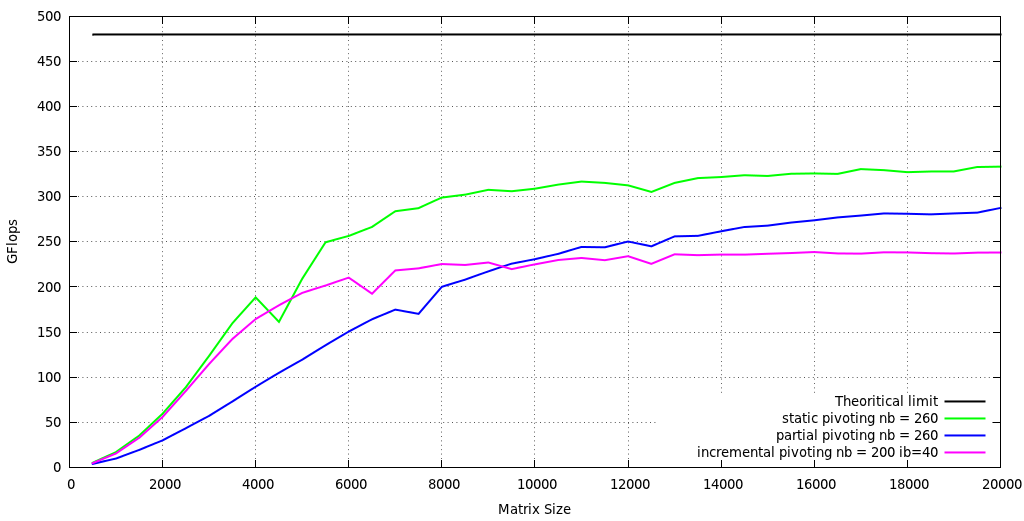 500
450
400
350
300
250
200
150
100
50
0
GFlops
0 2000 4000 6000 8000 10000 12000 14000 16000 18000 20000
Matrix Size
Theoritical limit
static pivoting nb = 260
partial pivoting nb = 260
incremental pivoting nb = 200 ib=40